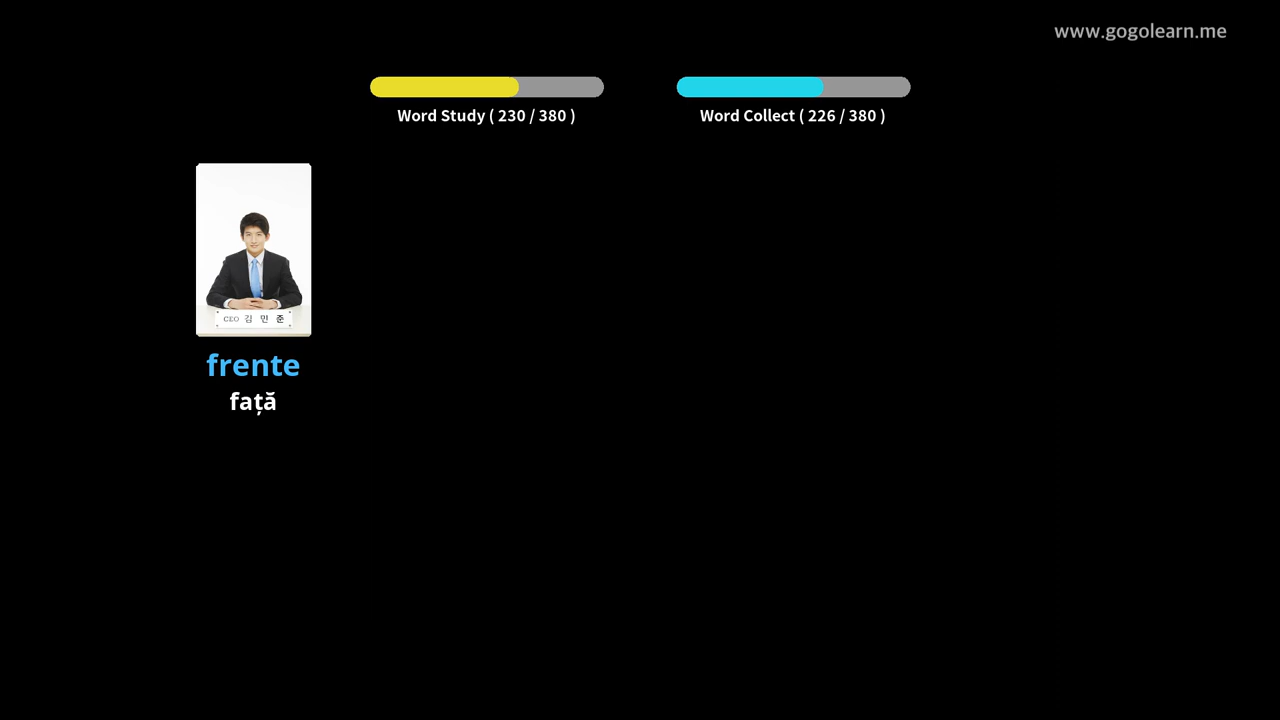 www.gogolearn.me
Word Study ( 230 / 380 )
Word Collect ( 226 / 380 )
CEO 김 민 준
frente
față